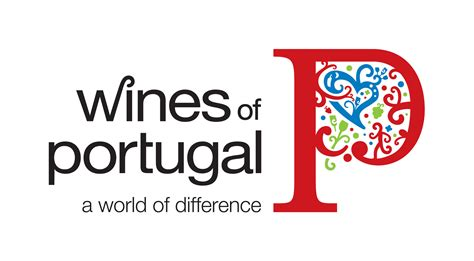 wines of
portugal
a world of difference
P